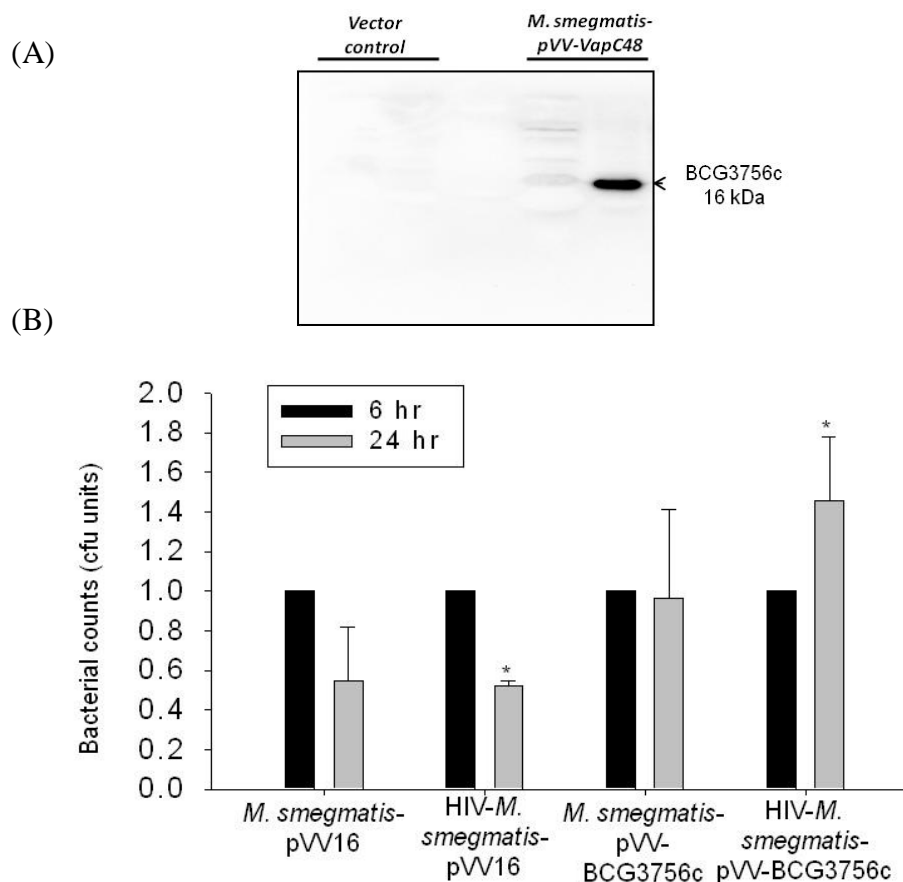 (A)
Vector
control
M. smegmatis-
pVV-VapC48
BCG3756c
16 kDa
(B)
Bacterial counts (cfu units)
2.0
1.8
1.6
1.4
1.2
1.0
0.8
0.6
0.4
0.2
0.0
6 hr
24 hr
*
*
M. smegmatis-
pVV16
HIV-M.
smegmatis-
pVV16
M. smegmatis-
pVV-
BCG3756c
HIV-M.
smegmatis-
pVV-BCG3756c